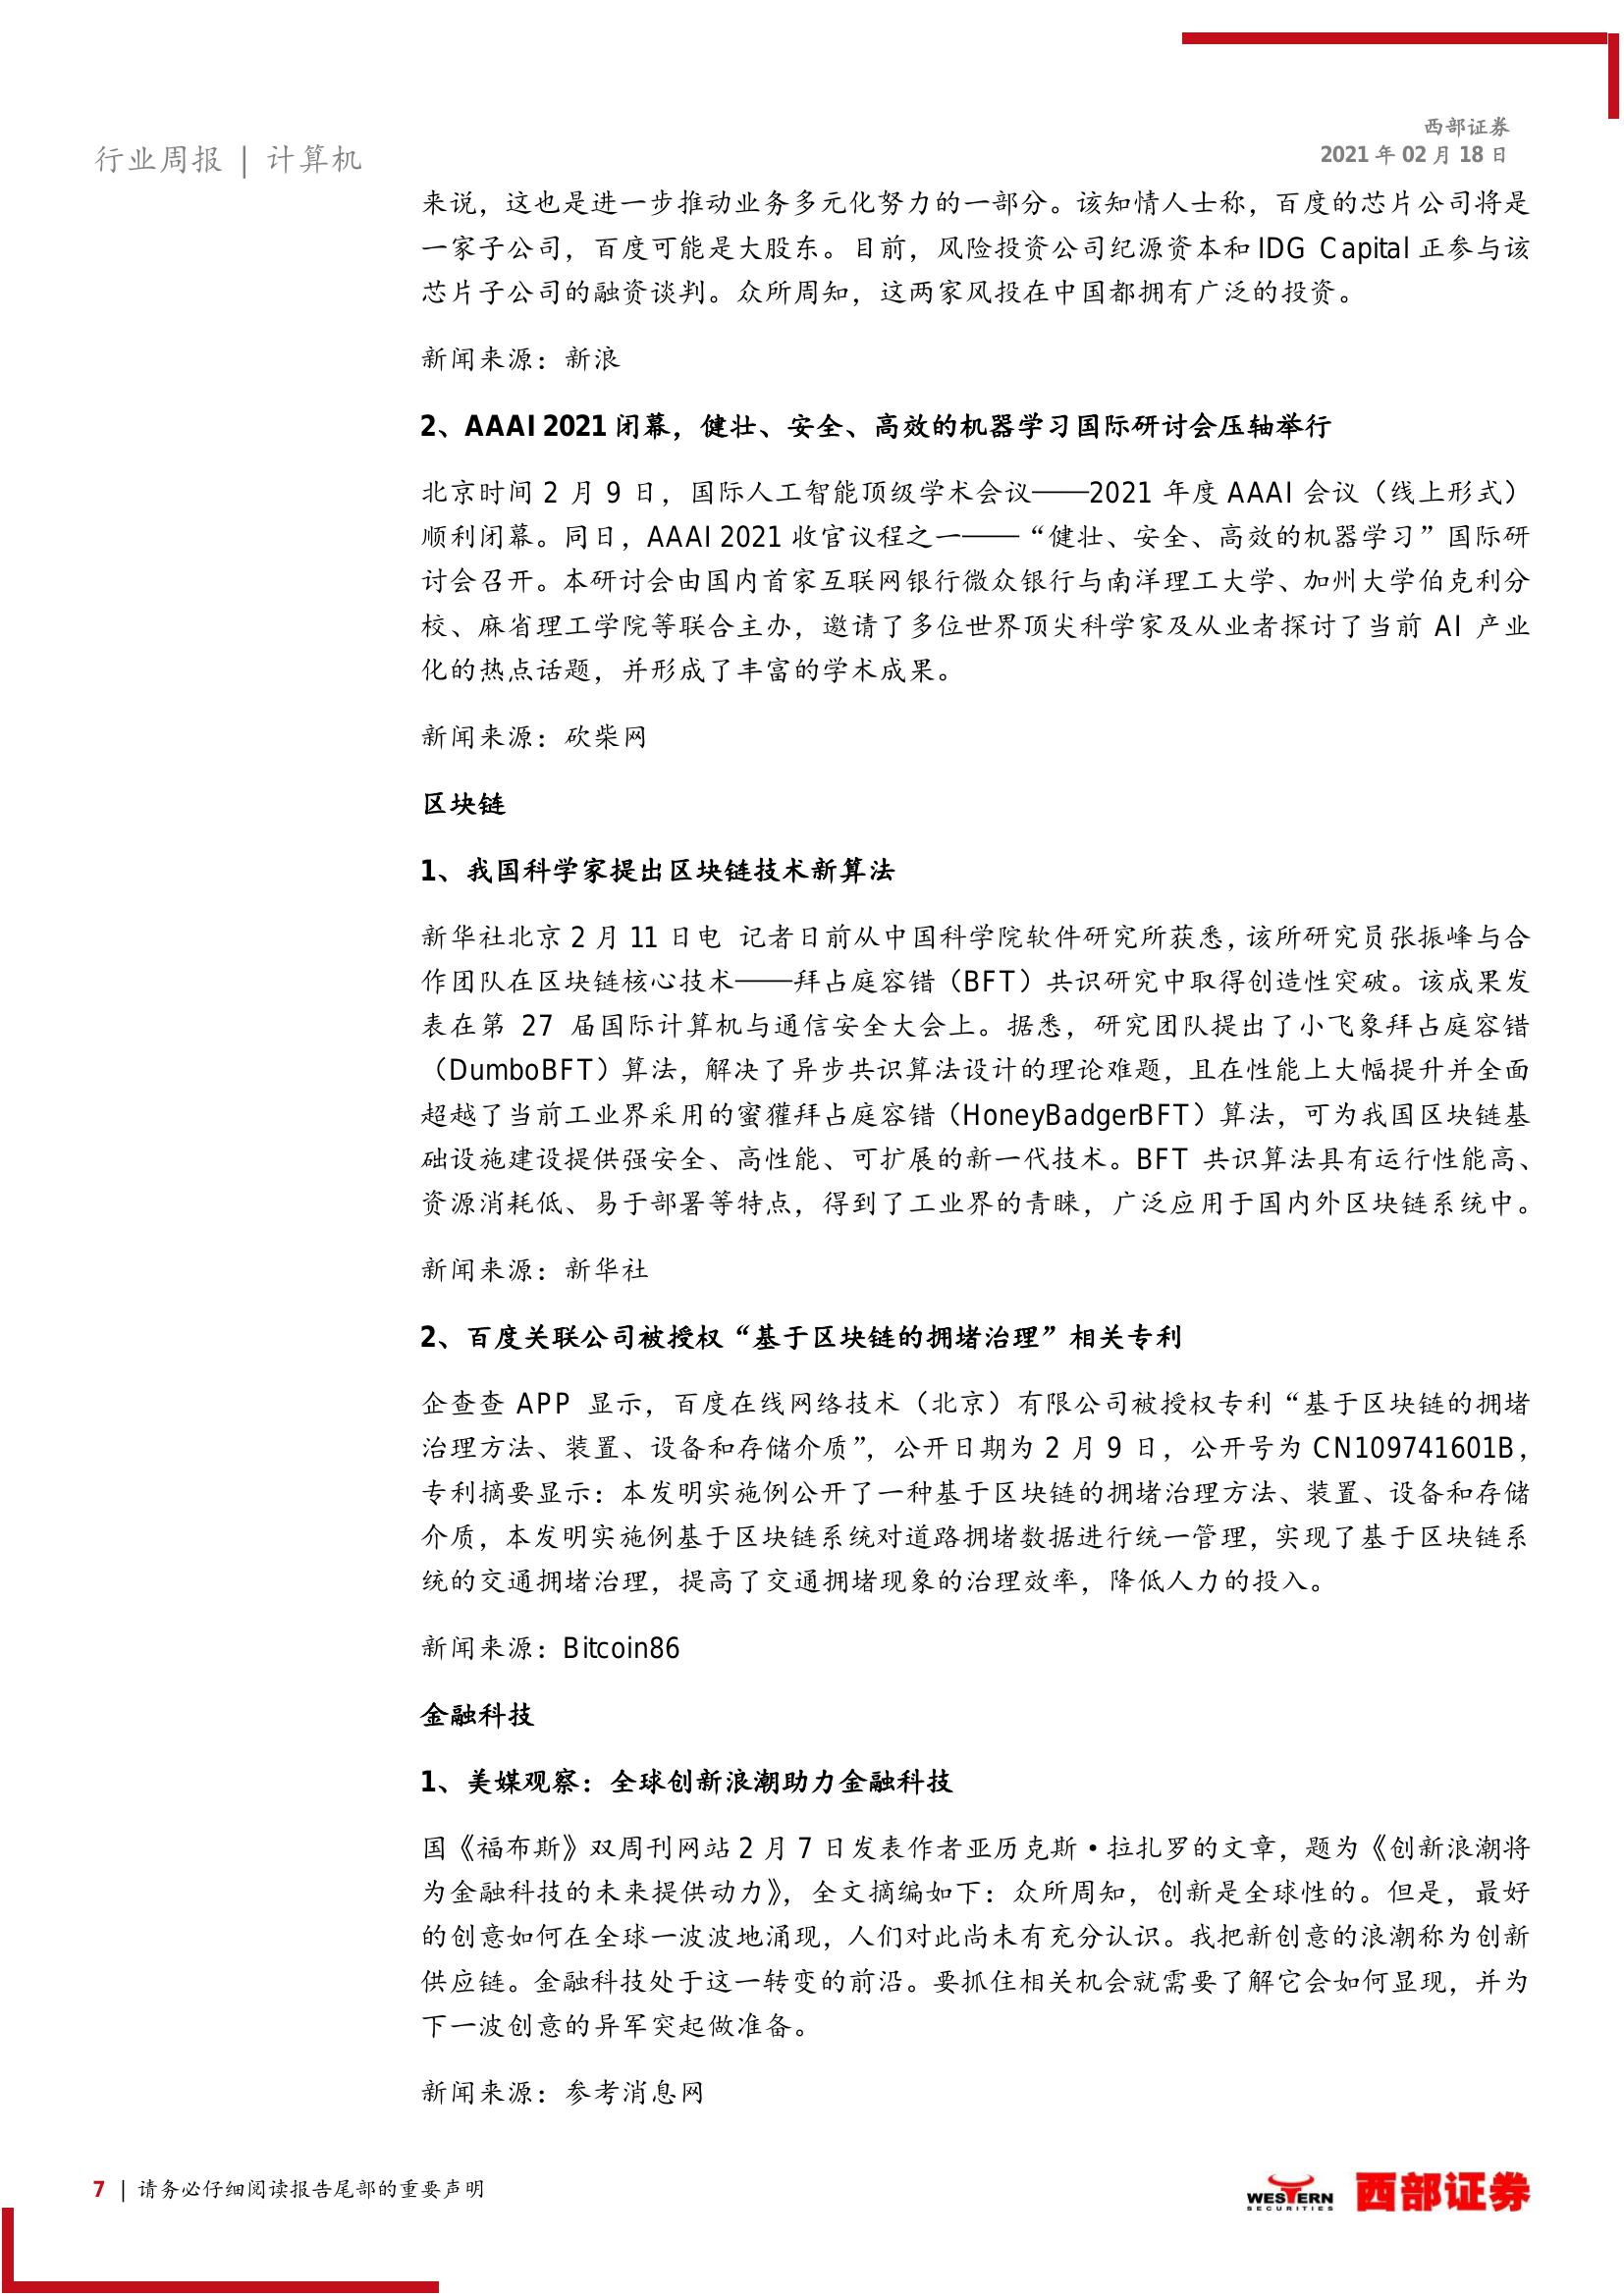 西部证券
2021 年 02 月 18 日
行业周报 | 计算机
来说，这也是进一步推动业务多元化努力的一部分。该知情人士称，百度的芯片公司将是
一家子公司，百度可能是大股东。目前，风险投资公司纪源资本和 IDG Capital 正参与该
芯片子公司的融资谈判。众所周知，这两家风投在中国都拥有广泛的投资。
新闻来源：新浪
2、AAAI 2021 闭幕，健壮、安全、高效的机器学习国际研讨会压轴举行
北京时间 2 月 9 日，国际人工智能顶级学术会议——2021 年度 AAAI 会议（线上形式）
顺利闭幕。同日，AAAI 2021 收官议程之一——“健壮、安全、高效的机器学习”国际研
讨会召开。本研讨会由国内首家互联网银行微众银行与南洋理工大学、加州大学伯克利分
校、麻省理工学院等联合主办，邀请了多位世界顶尖科学家及从业者探讨了当前 AI 产业
化的热点话题，并形成了丰富的学术成果。
新闻来源：砍柴网
区块链
1、我国科学家提出区块链技术新算法
新华社北京 2 月 11 日电 记者日前从中国科学院软件研究所获悉，该所研究员张振峰与合
作团队在区块链核心技术——拜占庭容错（BFT）共识研究中取得创造性突破。该成果发
表在第 27 届国际计算机与通信安全大会上。据悉，研究团队提出了小飞象拜占庭容错
（DumboBFT）算法，解决了异步共识算法设计的理论难题，且在性能上大幅提升并全面
超越了当前工业界采用的蜜獾拜占庭容错（HoneyBadgerBFT）算法，可为我国区块链基
础设施建设提供强安全、高性能、可扩展的新一代技术。BFT 共识算法具有运行性能高、
资源消耗低、易于部署等特点，得到了工业界的青睐，广泛应用于国内外区块链系统中。
新闻来源：新华社
2、百度关联公司被授权“基于区块链的拥堵治理”相关专利
企查查 APP 显示，百度在线网络技术（北京）有限公司被授权专利“基于区块链的拥堵
治理方法、装置、设备和存储介质”，公开日期为 2 月 9 日，公开号为 CN109741601B，
专利摘要显示：本发明实施例公开了一种基于区块链的拥堵治理方法、装置、设备和存储
介质，本发明实施例基于区块链系统对道路拥堵数据进行统一管理，实现了基于区块链系
统的交通拥堵治理，提高了交通拥堵现象的治理效率，降低人力的投入。
新闻来源：Bitcoin86
金融科技
1、美媒观察：全球创新浪潮助力金融科技
国《福布斯》双周刊网站 2 月 7 日发表作者亚历克斯·拉扎罗的文章，题为《创新浪潮将
为金融科技的未来提供动力》，全文摘编如下：众所周知，创新是全球性的。但是，最好
的创意如何在全球一波波地涌现，人们对此尚未有充分认识。我把新创意的浪潮称为创新
供应链。金融科技处于这一转变的前沿。要抓住相关机会就需要了解它会如何显现，并为
下一波创意的异军突起做准备。
新闻来源：参考消息网
7 | 请务必仔细阅读报告尾部的重要声明
WESTERN
SECURITIES
西部证券